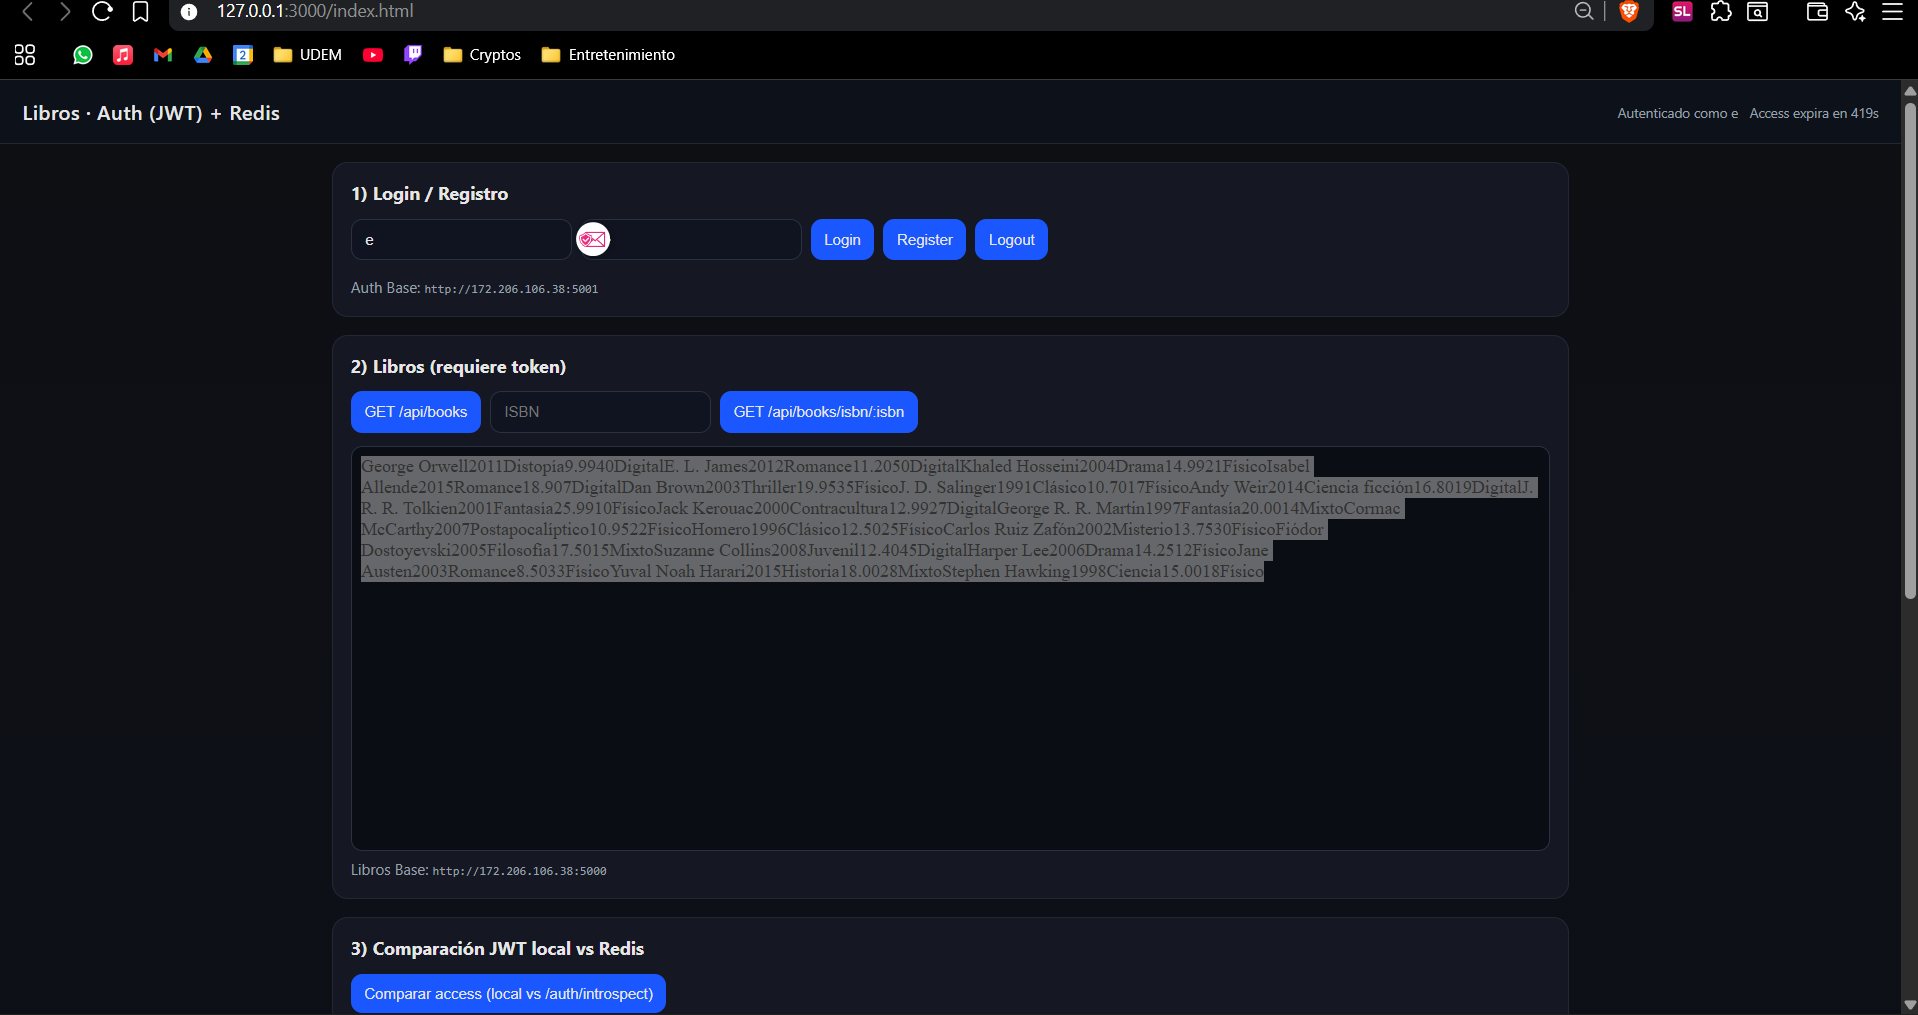 127.0.0.1:3000/index.html
SL
2
UDEM
Cryptos
Entretenimiento
Libros · Auth (JWT) + Redis
Autenticado como e Access expira en 419s
1) Login / Registro
e
Login
Register
Logout
Auth Base: http://172.206.106.38:5001
2) Libros (requiere token)
GET /api/books
ISBN
GET /api/books/isbn/:isbn
George Orwell2011Distopia9.9940DigitalE. L. James2012Romance11.2050DigitalKhaled Hosseini2004Drama14.9921FisicoIsabel
Allende2015Romance18.907DigitalDan Brown2003Thriller19.9535FisicoJ. D. Salinger1991Clásico10.7017FisicoAndy Weir2014Ciencia ficción16.8019DigitalJ.
R. R. Tolkien2001Fantasia25.9910FisicoJack Kerouac2000Contracultura12.9927DigitalGeorge R. R. Martin1997Fantasia20.0014MixtoCormac
McCarthy2007Postapocaliptico10.9522FisicoHomero1996Clásico12.5025FisicoCarlos Ruiz Zafón2002Misterio13.7530FisicoFiódor
Dostoyevski2005Filosofia17.5015MixtoSuzanne Collins2008Juvenil12.4045DigitalHarper Lee2006Drama14.2512FisicoJane
Austen2003Romance8.5033FisicoYuval Noah Harari2015Historia18.0028MixtoStephen Hawking1998Ciencia15.0018Fisico
Libros Base: http://172.206.106.38:5000
3) Comparación JWT local vs Redis
Comparar access (local vs /auth/introspect)